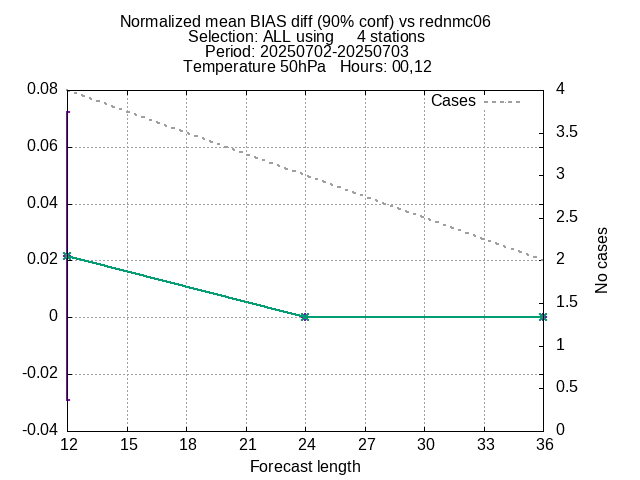 Normalized mean BIAS diff (90% conf) vs rednmc06
Selection: ALL using     4 stations
Period: 20250702-20250703
Temperature 50hPa   Hours: 00,12
Cases
0.08
0.06
0.04
0.02
0
-0.02
-0.04
4
3.5
3
2.5
2
1.5
1
0.5
0
No cases
12 15 18 21 24 27 30 33 36
Forecast length